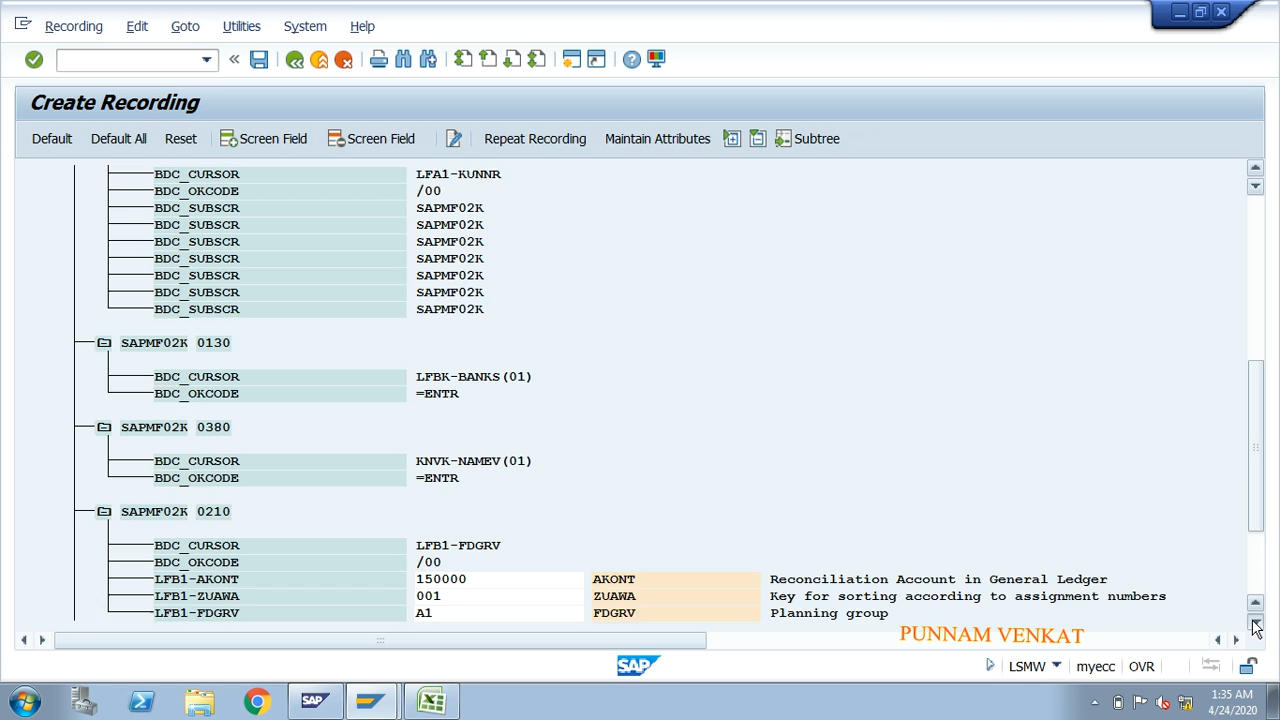 Recording Edit Goto Utilities System Help
Create Recording
Default Default All Reset Screen Field Screen Field Repeat Recording Maintain Attributes Subtree
BDC_CURSOR LFA1-KUNNR
BDC_OKCODE /00
BDC_SUBSCR SAPMF02K
BDC_SUBSCR SAPMF02K
BDC_SUBSCR SAPMF02K
BDC_SUBSCR SAPMF02K
BDC_SUBSCR SAPMF02K
BDC_SUBSCR SAPMF02K
BDC_SUBSCR SAPMF02K
SAPMF02K 0130
BDC_CURSOR LFBK-BANKS(01)
BDC_OKCODE =ENTR
SAPMF02K 0380
BDC_CURSOR KNVK-NAMEV(01)
BDC_OKCODE =ENTR
SAPMF02K 0210
BDC_CURSOR LFB1-FDGRV
BDC_OKCODE /00
LFB1-AKONT 150000 AKONT Reconciliation Account in General Ledger
LFB1-ZUAWA 001 ZUAWA Key for sorting according to assignment numbers
LFB1-FDGRV A1 FDGRV Planning group
PUNNAM VENKAT
SAP LSMW myecc OVR
SAP 1:35 AM
4/24/2020